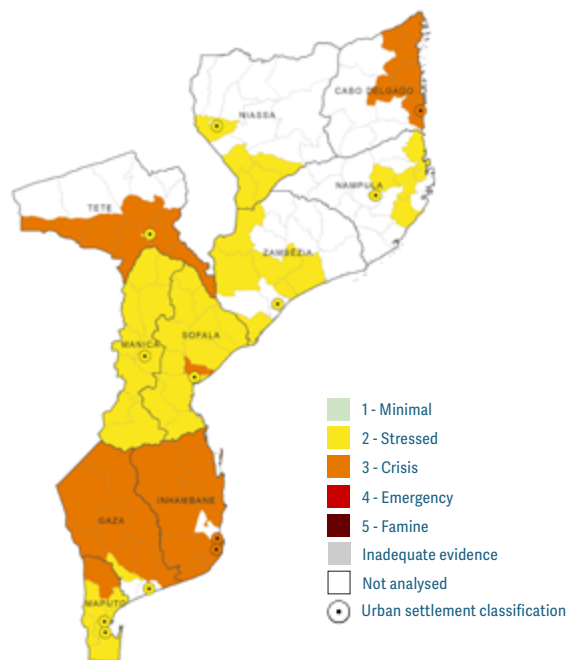 CABO DELGADO
NIASSA
NAMPULA
TETE
ZAMBÉZIA
SOFALA
MANICA
INHAMBANE
GAZA
MAPUTO
1 - Minimal
2 - Stressed
3 - Crisis
4 - Emergency
5 - Famine
Inadequate evidence
Not analysed
Urban settlement classification